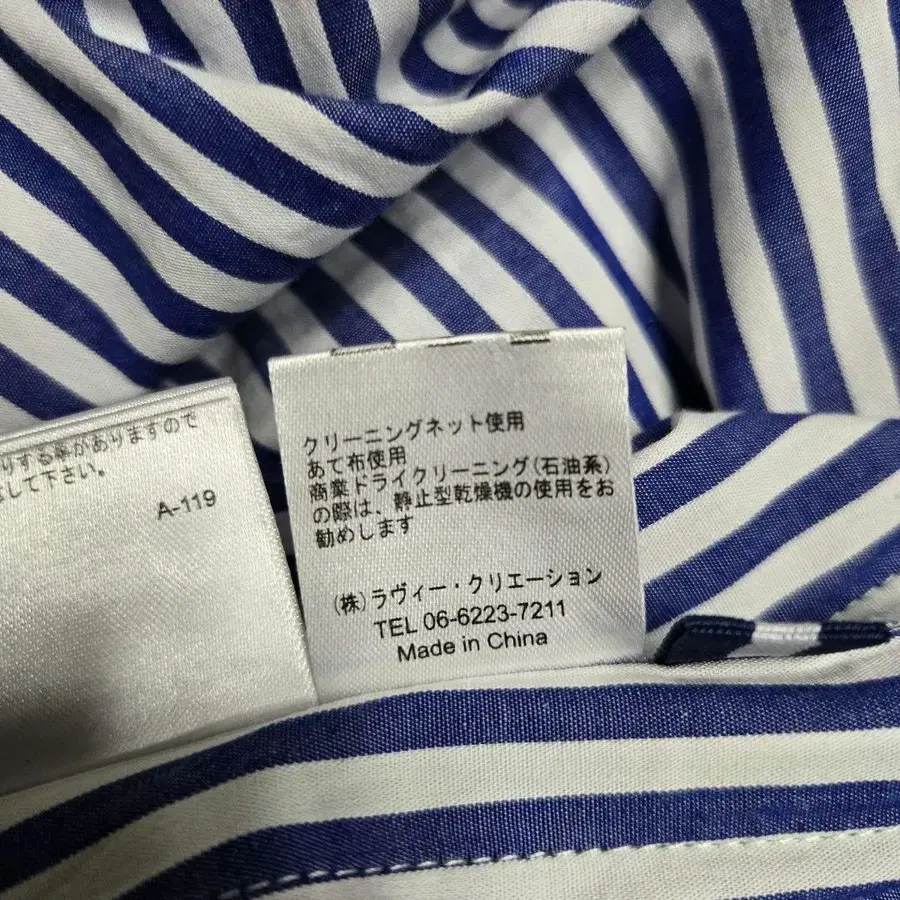 りする事がありますので
して下さい。
A-119
クリーニングネット使用
あて布使用
商業ドライクリーニング(石油系)
の際は、静止型乾燥機の使用をお
勧めします
(株)ラヴィー・クリエーション
TEL 06-6223-7211
Made in China